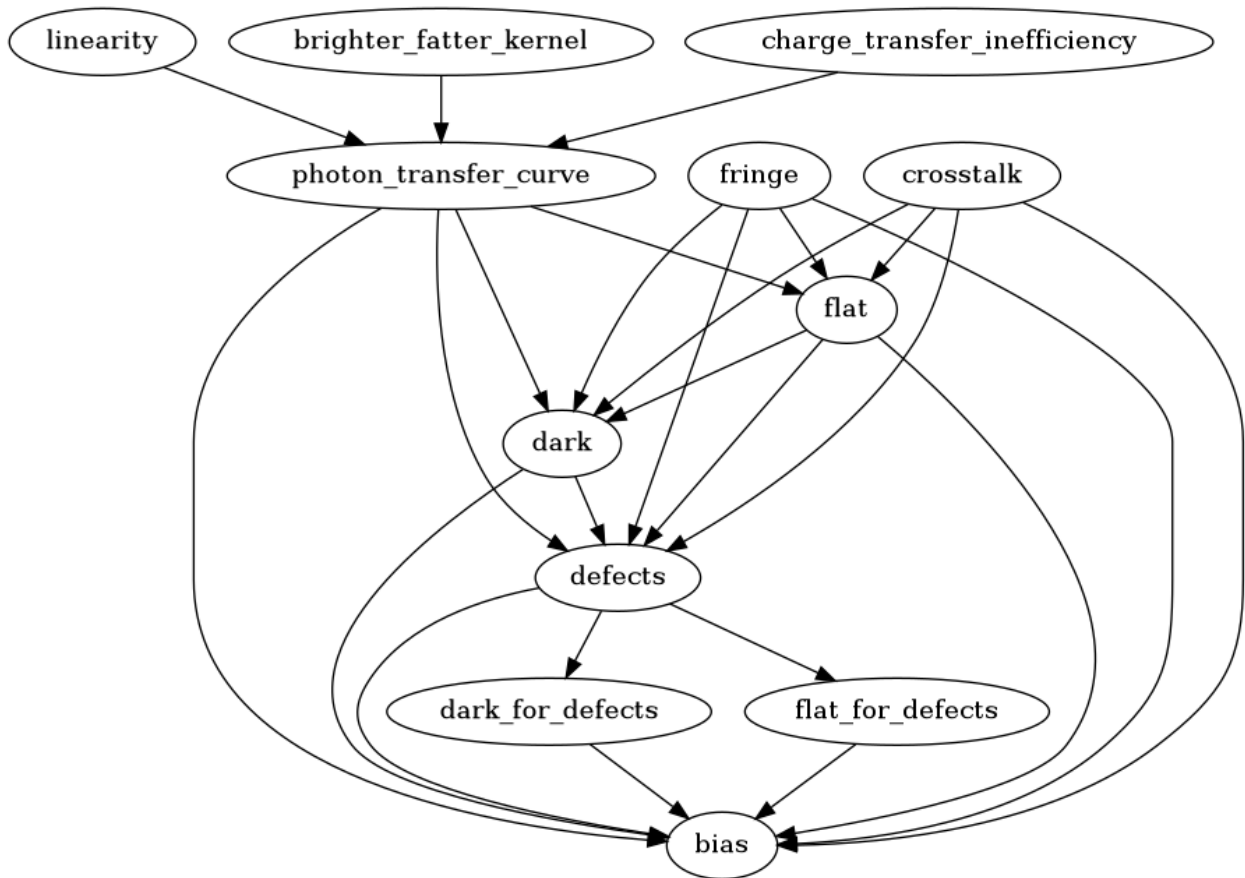 linearity
brighter_fatter_kernel
charge_transfer_inefficiency
photon_transfer_curve
fringe
crosstalk
flat
dark
defects
dark_for_defects
flat_for_defects
bias